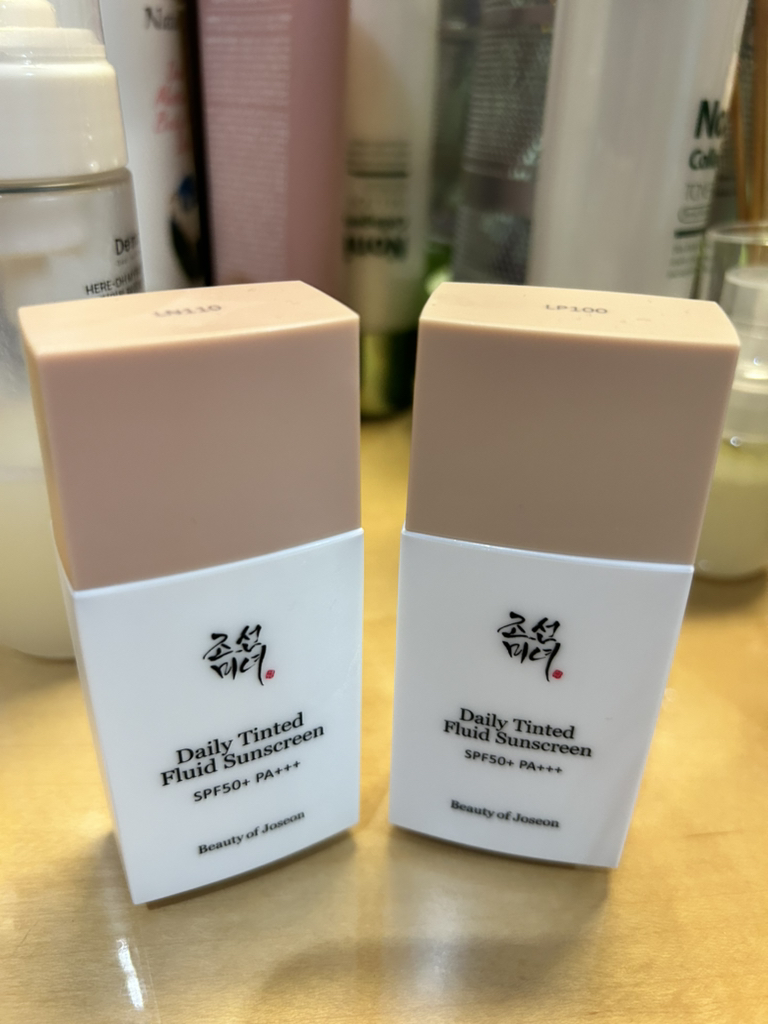 LN110
조선
미녀
Daily Tinted
Fluid Sunscreen
SPF50+ PA+++
Beauty of Joseon
LP100
조선
미녀
Daily Tinted
Fluid Sunscreen
SPF50+ PA+++
Beauty of Joseon